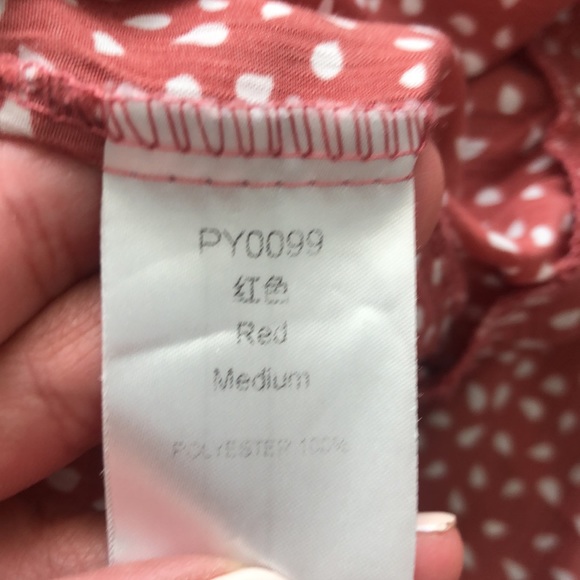 PY0099
红色
Red
Medium
POLYESTER 100%